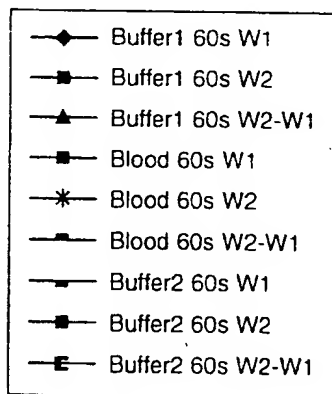 Buffer1 60s W1
Buffer1 60s W2
Buffer1 60s W2-W1
Blood 60s W1
Blood 60s W2
Blood 60s W2-W1
Buffer2 60s W1
Buffer2 60s W2
Buffer2 60s W2-W1